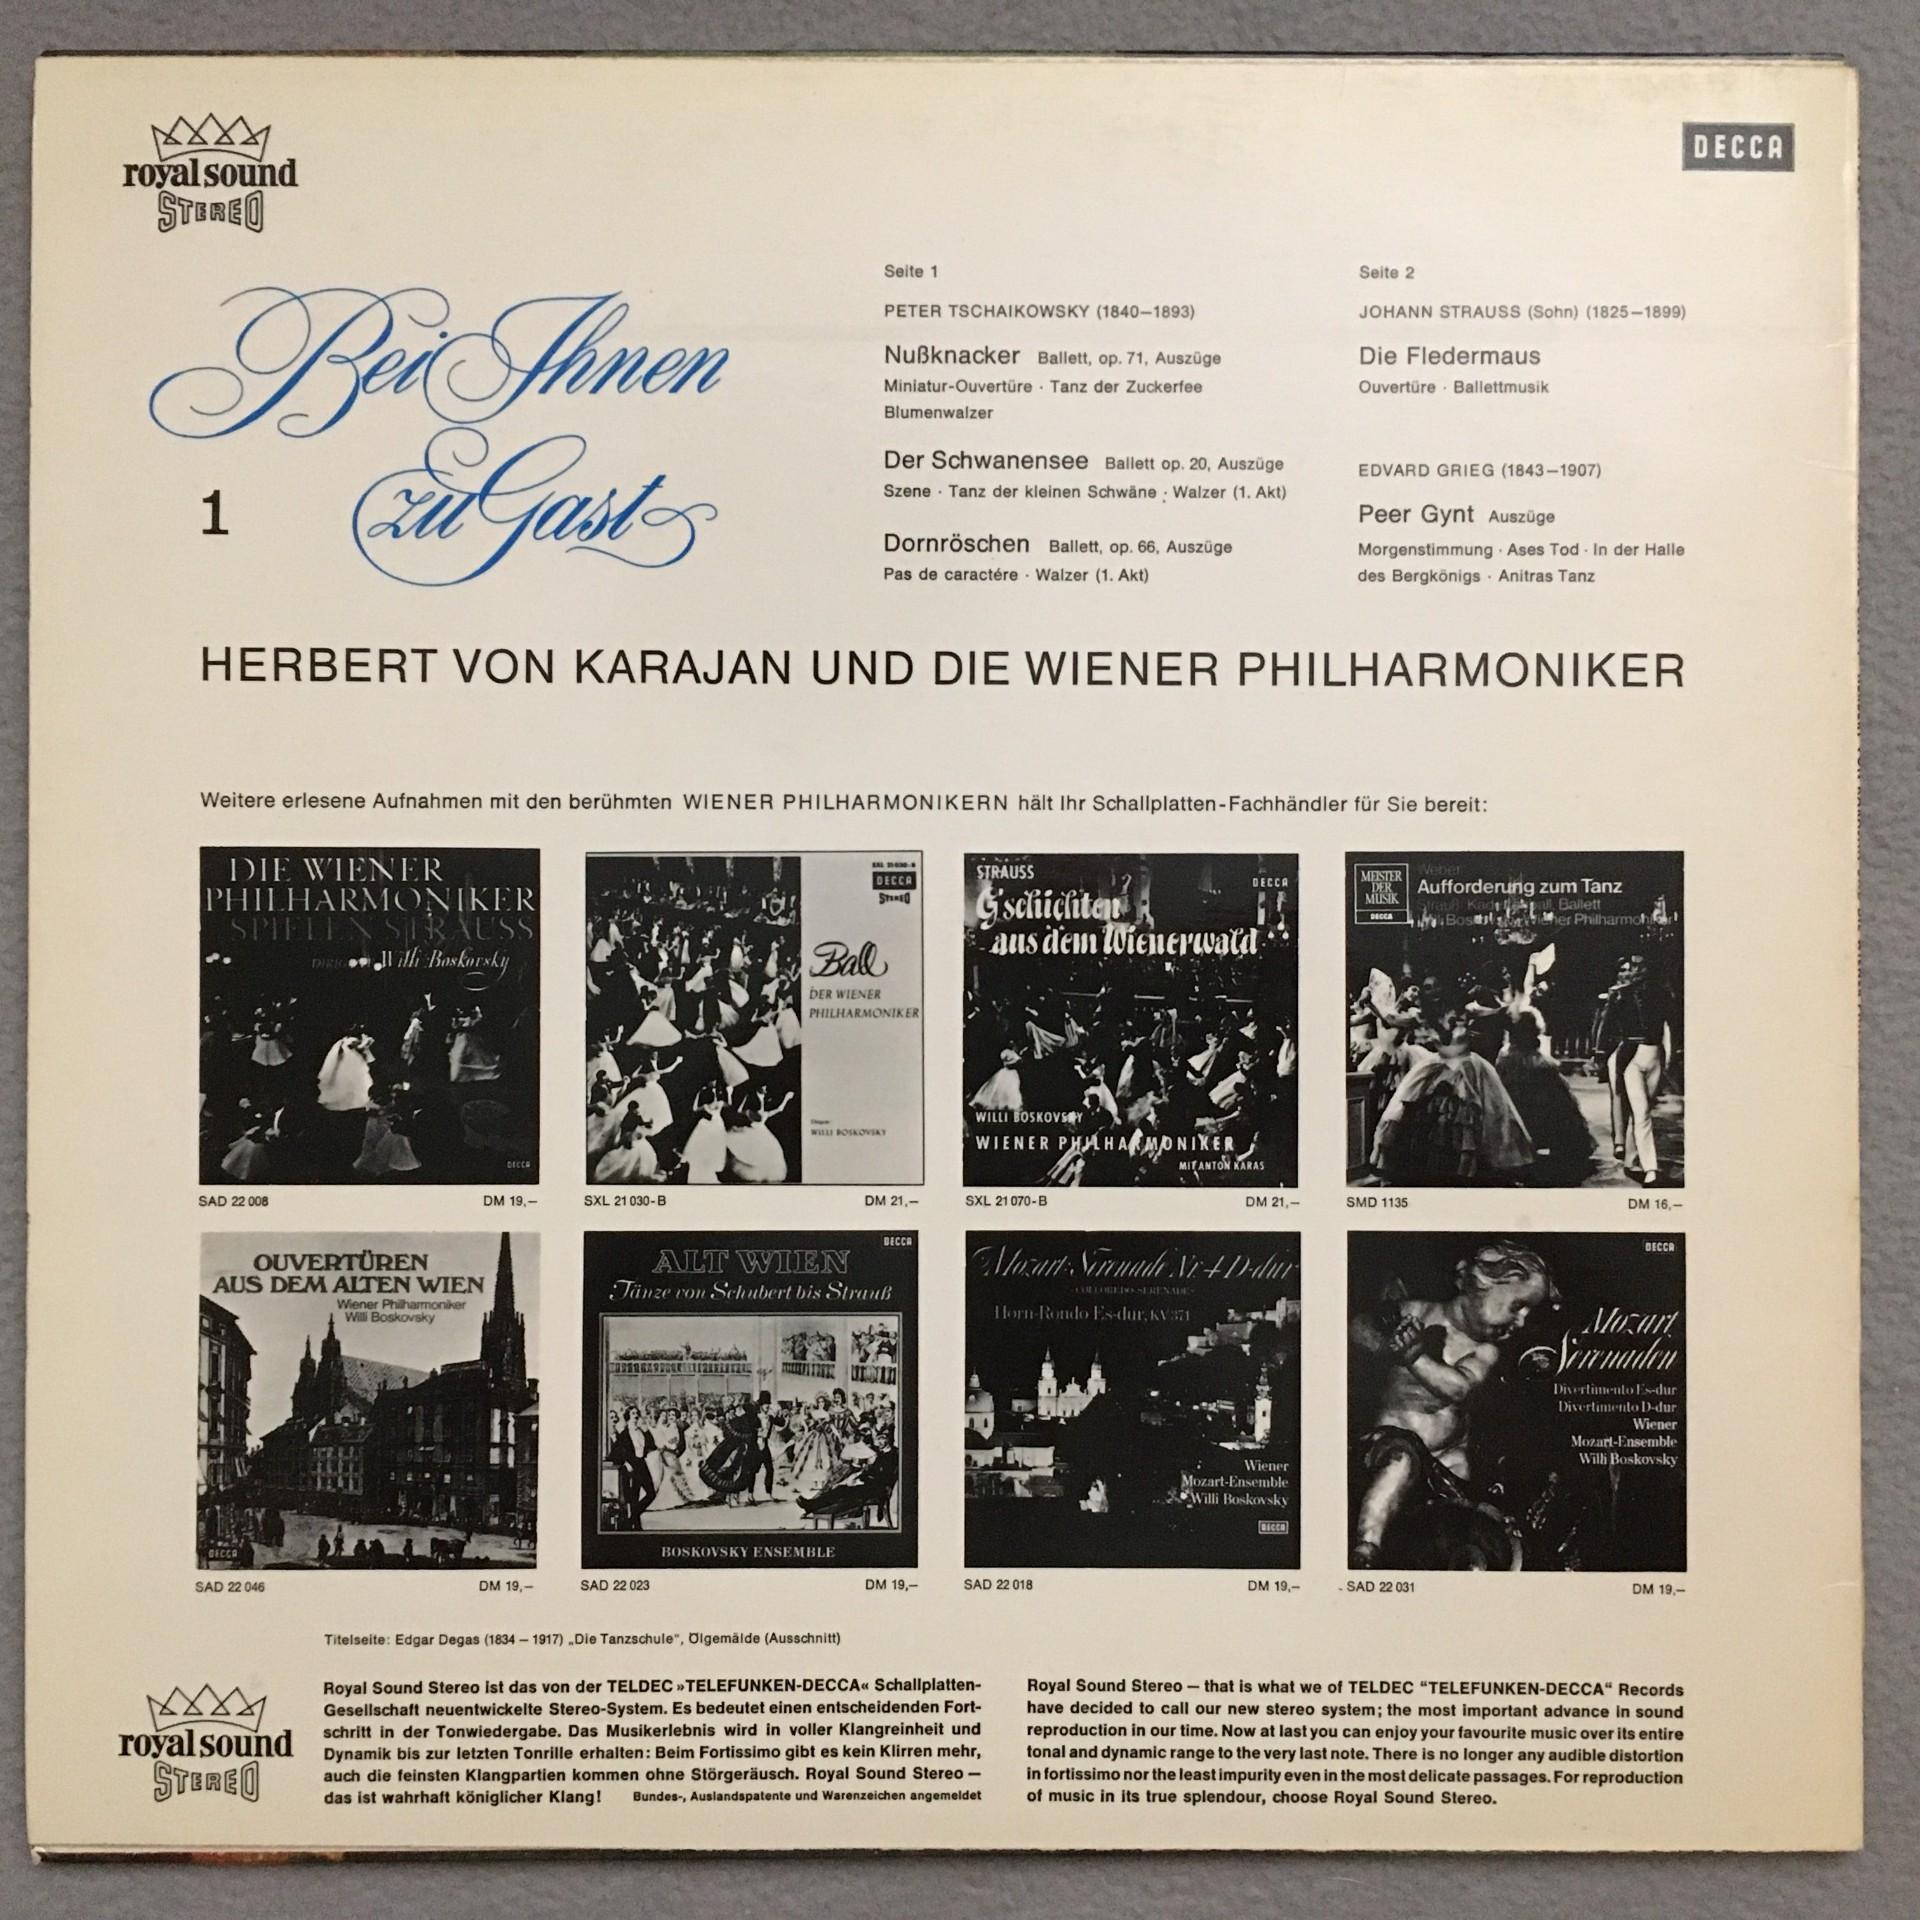 royal sound
STEREO
DECCA
Bei Ihnen
zu Gast
1
Seite 1
PETER TSCHAIKOWSKY (1840–1893)
Nußknacker Ballett, op. 71, Auszüge
Miniatur-Ouvertüre · Tanz der Zuckerfee
Blumenwalzer
Der Schwanensee Ballett op. 20, Auszüge
Szene · Tanz der kleinen Schwäne · Walzer (1. Akt)
Dornröschen Ballett, op. 66, Auszüge
Pas de caractére · Walzer (1. Akt)
Seite 2
JOHANN STRAUSS (Sohn) (1825–1899)
Die Fledermaus
Ouvertüre · Ballettmusik
EDVARD GRIEG (1843–1907)
Peer Gynt Auszüge
Morgenstimmung · Ases Tod · In der Halle
des Bergkönigs · Anitras Tanz
HERBERT VON KARAJAN UND DIE WIENER PHILHARMONIKER
Weitere erlesene Aufnahmen mit den berühmten WIENER PHILHARMONIKERN hält Ihr Schallplatten-Fachhändler für Sie bereit:
DIE WIENER
PHILHARMONIKER
SPIELEN STRAUSS
Willi Boskovsky
DECCA
SAD 22 008 DM 19,–
SXL 21 030-B
DECCA
STEREO
Ball
DER WIENER
PHILHARMONIKER
WILLI BOSKOVSKY
SXL 21 030-B DM 21,–
STRAUSS
DECCA
G'schichten
aus dem Wienerwald
WILLI BOSKOVSKY
WIENER PHILHARMONIKER
MIT ANTON KARAS
SXL 21 070-B DM 21,–
MEISTER
DER
MUSIK
DECCA
Weber
Aufforderung zum Tanz
Ballett
Willi Boskovsky Wiener Philharmoniker
SMD 1135 DM 16,–
OUVERTÜREN
AUS DEM ALTEN WIEN
Wiener Philharmoniker
Willi Boskovsky
DECCA
SAD 22 046 DM 19,–
DECCA
ALT WIEN
Tänze von Schubert bis Strauß
BOSKOVSKY ENSEMBLE
SAD 22 023 DM 19,–
Mozart: Serenade Nr. 4 D-dur
»COLLOREDO-SERENADE«
Horn-Rondo Es-dur, KV 371
Wiener
Mozart-Ensemble
Willi Boskovsky
DECCA
SAD 22 018 DM 19,–
DECCA
Mozart
Serenaden
Divertimento Es-dur
Divertimento D-dur
Wiener
Mozart-Ensemble
Willi Boskovsky
SAD 22 031 DM 19,–
Titelseite: Edgar Degas (1834 – 1917) „Die Tanzschule“, Ölgemälde (Ausschnitt)
royal sound
STEREO
Royal Sound Stereo ist das von der TELDEC »TELEFUNKEN-DECCA« Schallplatten-
Gesellschaft neuentwickelte Stereo-System. Es bedeutet einen entscheidenden Fort-
schritt in der Tonwiedergabe. Das Musikerlebnis wird in voller Klangreinheit und
Dynamik bis zur letzten Tonrille erhalten: Beim Fortissimo gibt es kein Klirren mehr,
auch die feinsten Klangpartien kommen ohne Störgeräusch. Royal Sound Stereo —
das ist wahrhaft königlicher Klang! Bundes-, Auslandspatente und Warenzeichen angemeldet
Royal Sound Stereo — that is what we of TELDEC “TELEFUNKEN-DECCA“ Records
have decided to call our new stereo system; the most important advance in sound
reproduction in our time. Now at last you can enjoy your favourite music over its entire
tonal and dynamic range to the very last note. There is no longer any audible distortion
in fortissimo nor the least impurity even in the most delicate passages. For reproduction
of music in its true splendour, choose Royal Sound Stereo.